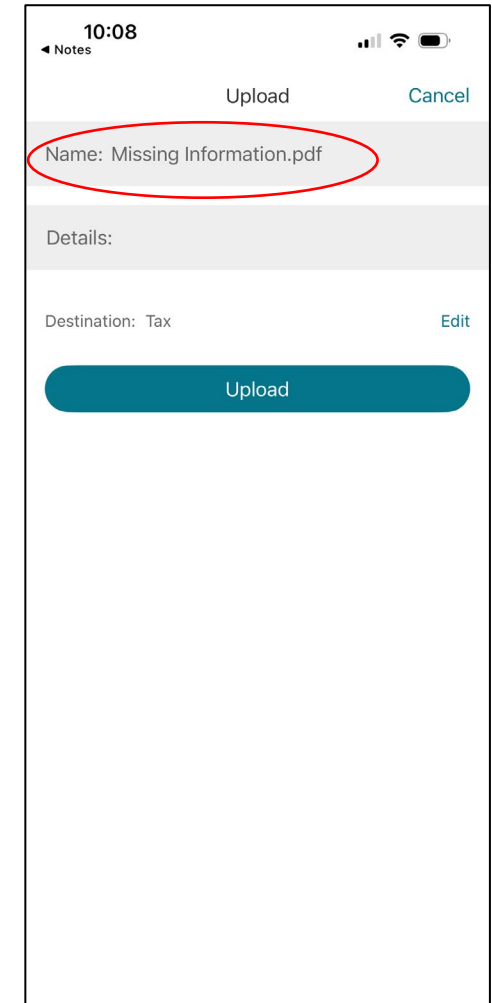 10:08
◀ Notes
Upload Cancel
Name: Missing Information.pdf
Details:
Destination: Tax Edit
Upload